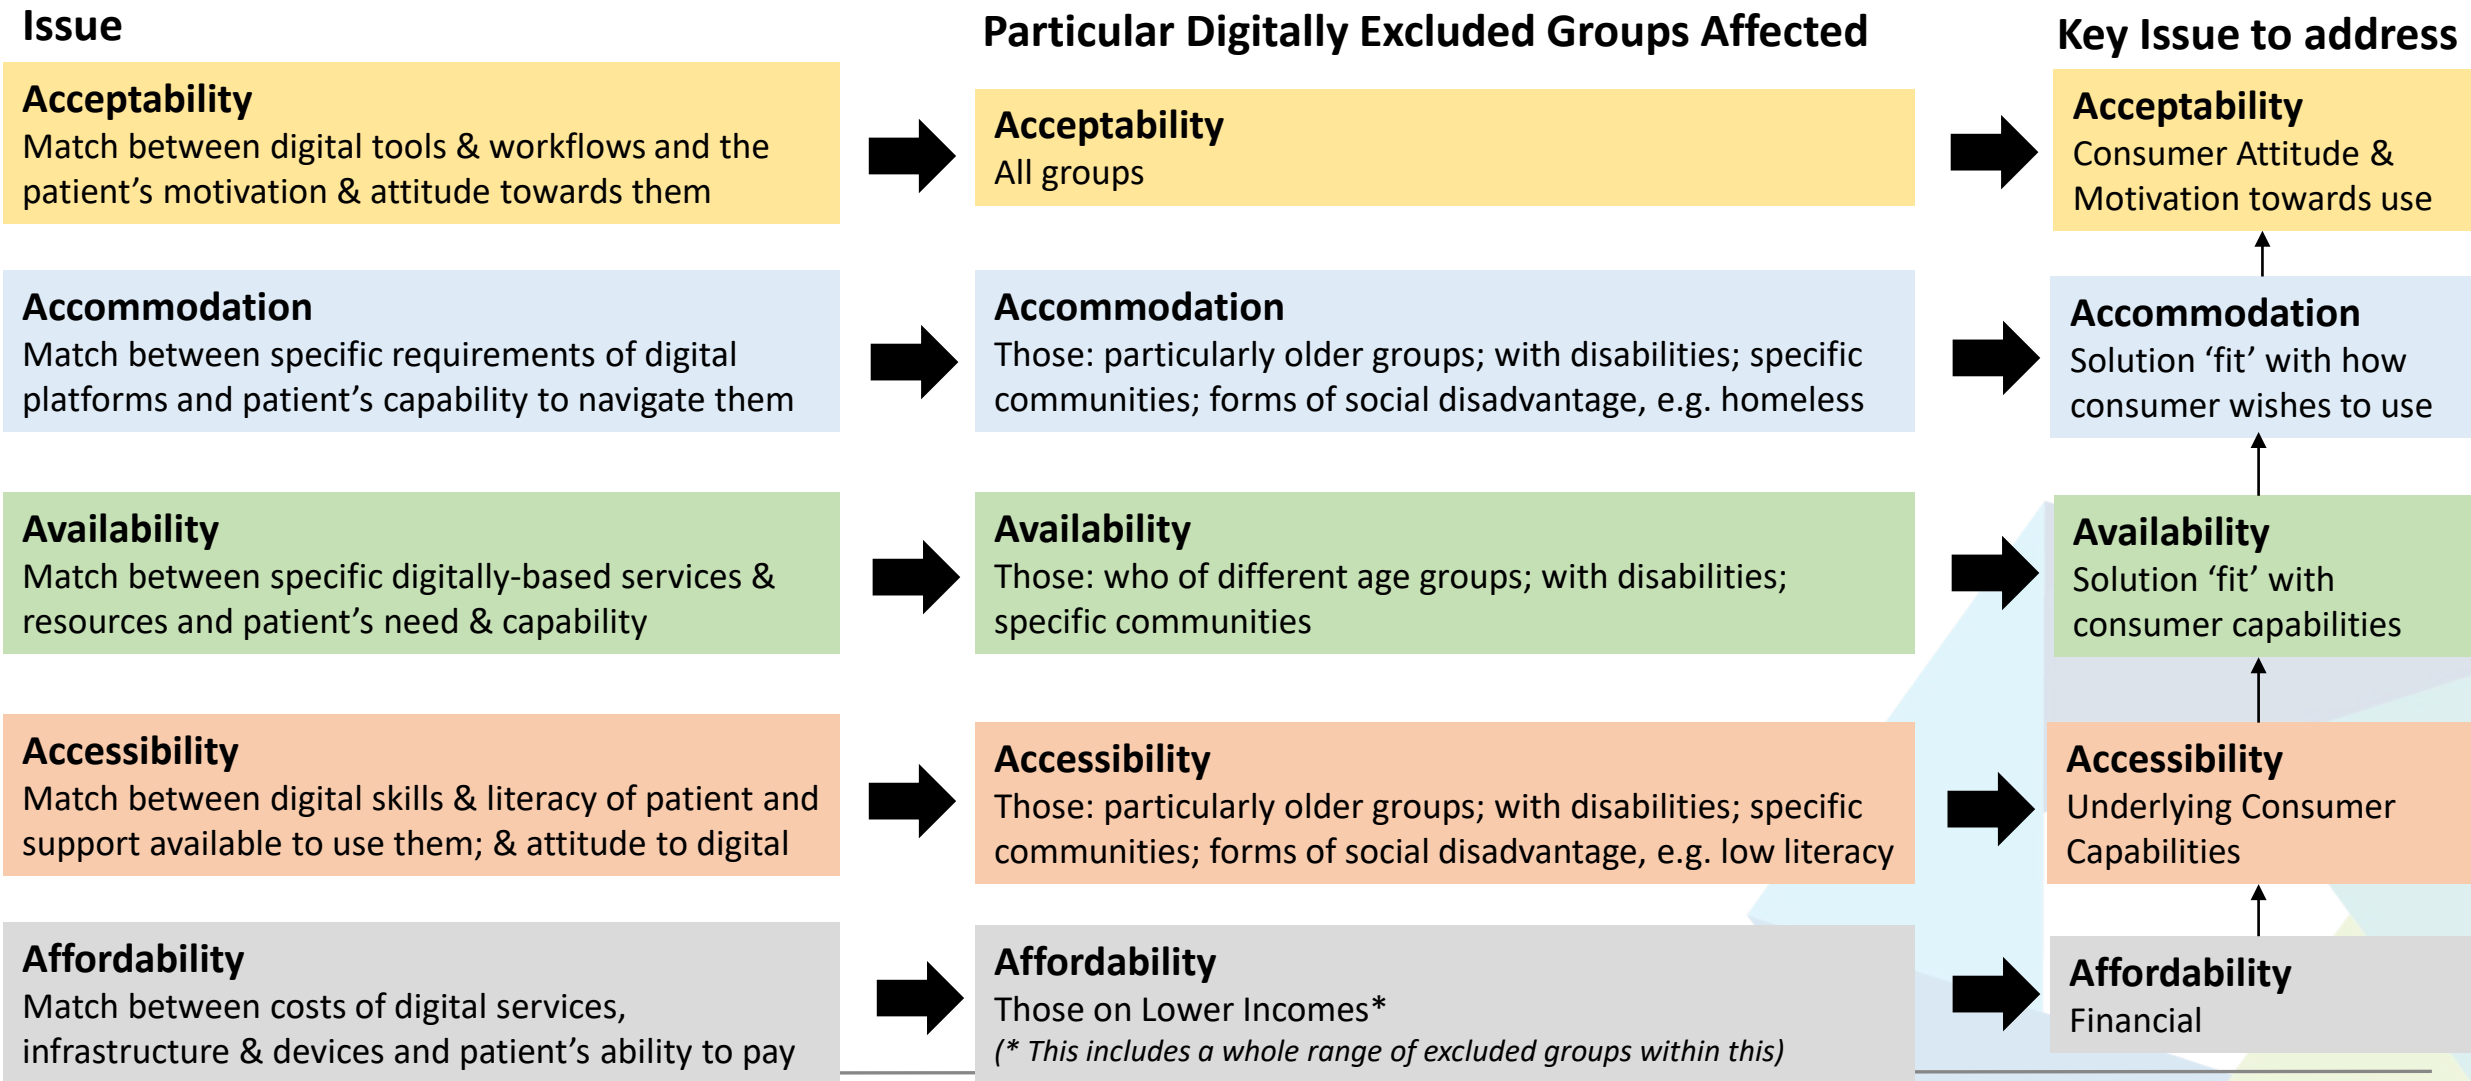 Issue
Particular Digitally Excluded Groups Affected
Key Issue to address
Acceptability
Match between digital tools & workflows and the
patient’s motivation & attitude towards them
Acceptability
All groups
Acceptability
Consumer Attitude &
Motivation towards use
Accommodation
Match between specific requirements of digital
platforms and patient’s capability to navigate them
Accommodation
Those: particularly older groups; with disabilities; specific
communities; forms of social disadvantage, e.g. homeless
Accommodation
Solution ‘fit’ with how
consumer wishes to use
Availability
Match between specific digitally-based services &
resources and patient’s need & capability
Availability
Those: who of different age groups; with disabilities;
specific communities
Availability
Solution ‘fit’ with
consumer capabilities
Accessibility
Match between digital skills & literacy of patient and
support available to use them; & attitude to digital
Accessibility
Those: particularly older groups; with disabilities; specific
communities; forms of social disadvantage, e.g. low literacy
Accessibility
Underlying Consumer
Capabilities
Affordability
Match between costs of digital services,
infrastructure & devices and patient’s ability to pay
Affordability
Those on Lower Incomes*
(* This includes a whole range of excluded groups within this)
Affordability
Financial